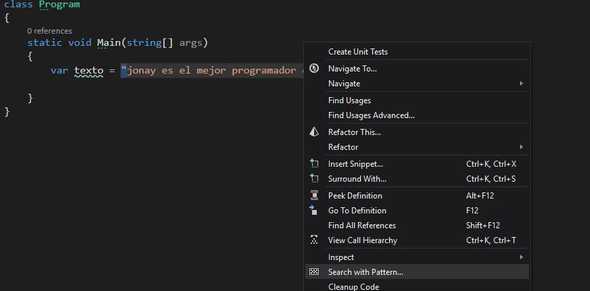 class Program
{
0 references
static void Main(string[] args)
{
var texto = "jonay es el mejor programador
}
}
Create Unit Tests
Navigate To...
Navigate
Find Usages
Find Usages Advanced...
Refactor This...
Refactor
Insert Snippet... Ctrl+K, Ctrl+X
Surround With... Ctrl+K, Ctrl+S
Peek Definition Alt+F12
Go To Definition F12
Find All References Shift+F12
View Call Hierarchy Ctrl+K, Ctrl+T
Inspect
Search with Pattern...
Cleanup Code